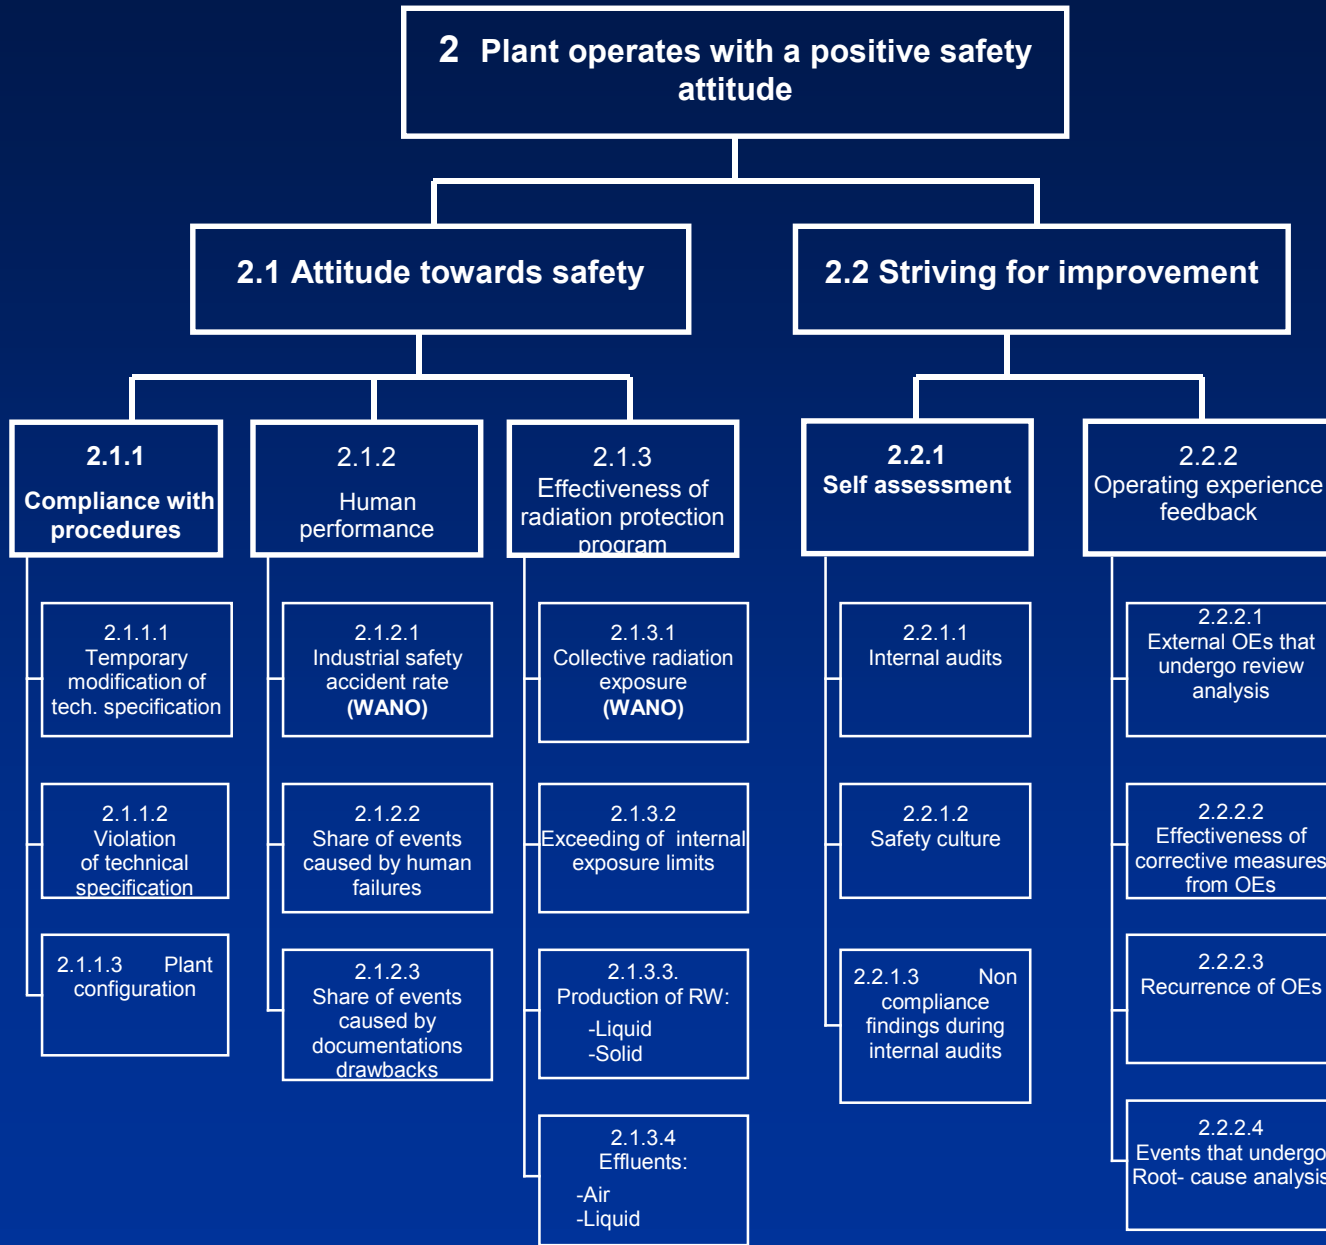 2 Plant operates with a positive safety
attitude
2.1 Attitude towards safety
2.2 Striving for improvement
2.1.1
Compliance with
procedures
2.1.2
Human
performance
2.1.3
Effectiveness of
radiation protection
program
2.2.1
Self assessment
2.2.2
Operating experience
feedback
2.1.1.1
Temporary
modification of
tech. specification
2.1.1.2
Violation
of technical
specification
2.1.1.3 Plant
configuration
2.1.2.1
Industrial safety
accident rate
(WANO)
2.1.2.2
Share of events
caused by human
failures
2.1.2.3
Share of events
caused by
documentations
drawbacks
2.1.3.1
Collective radiation
exposure
(WANO)
2.1.3.2
Exceeding of internal
exposure limits
2.1.3.3.
Production of RW:
-Liquid
-Solid
2.1.3.4
Effluents:
-Air
-Liquid
2.2.1.1
Internal audits
2.2.1.2
Safety culture
2.2.1.3 Non
compliance
findings during
internal audits
2.2.2.1
External OEs that
undergo review
analysis
2.2.2.2
Effectiveness of
corrective measures
from OEs
2.2.2.3
Recurrence of OEs
2.2.2.4
Events that undergo
Root- cause analysis